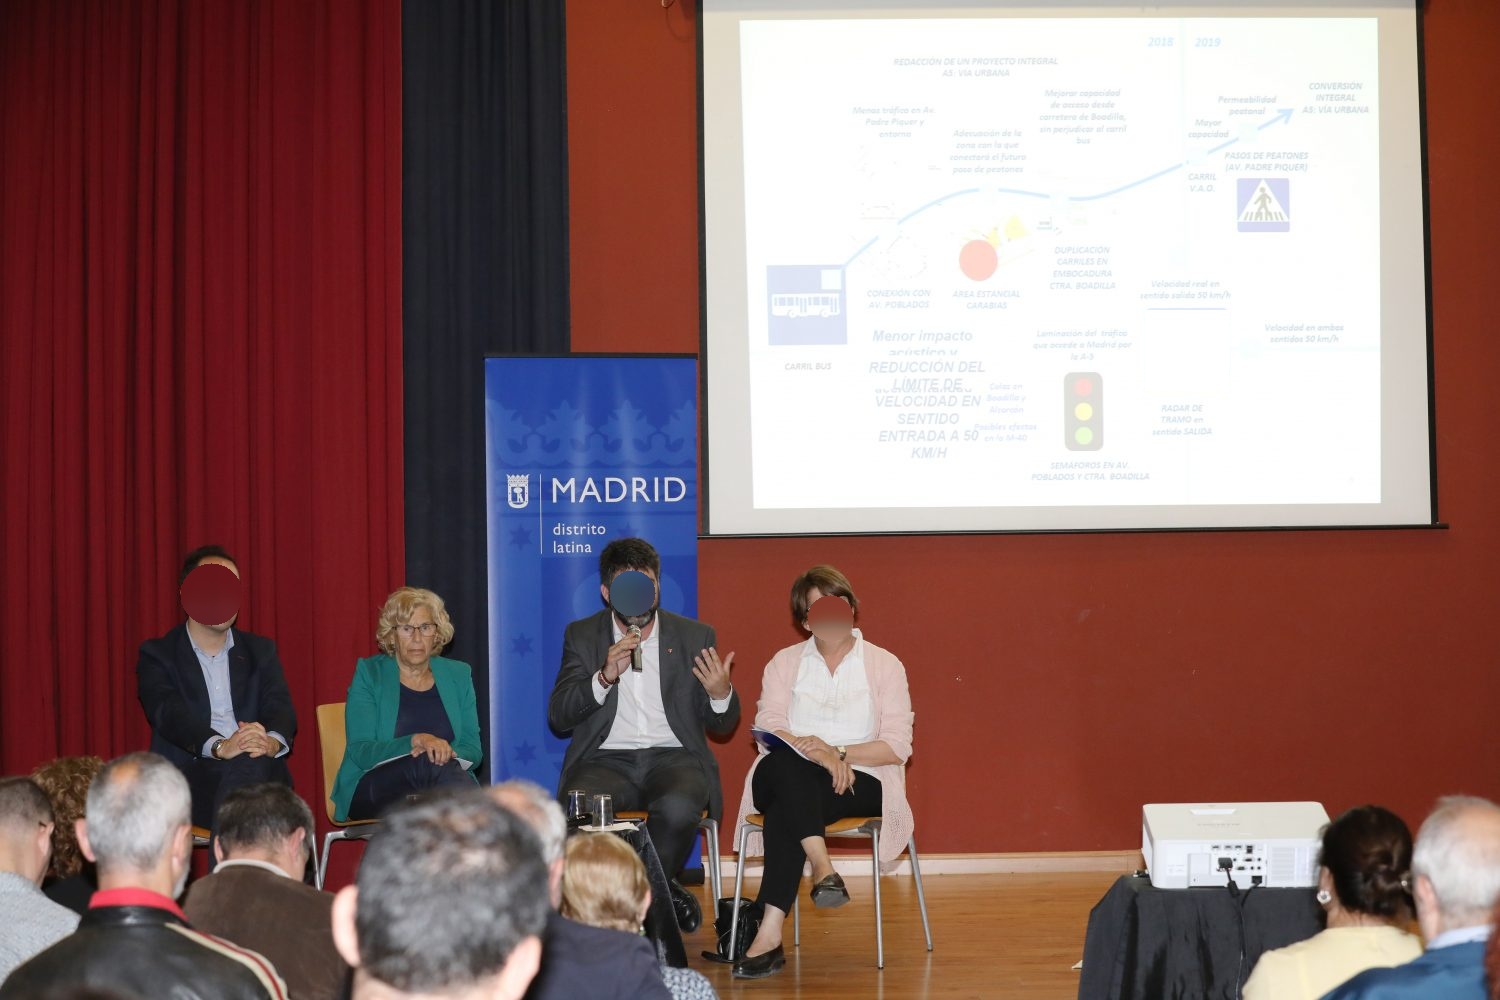 2018 2019
REDACCIÓN DE UN PROYECTO INTEGRAL
A5: VÍA URBANA
CONVERSIÓN
INTEGRAL
A5: VÍA URBANA
Menos tráfico en Av.
Padre Piquer y
entorno
Mejorar capacidad
de acceso desde
carretera de Boadilla,
sin perjudicar al carril
bus
Permeabilidad
peatonal
Mayor
capacidad
Adecuación de la
zona con la que
conectará el futuro
paso de peatones
PASOS DE PEATONES
(AV. PADRE PIQUER)
CARRIL
V.A.O.
DUPLICACIÓN
CARRILES EN
EMBOCADURA
CTRA. BOADILLA
CONEXIÓN CON
AV. POBLADOS
AREA ESTANCIAL
CARABIAS
Velocidad real en
sentido salida 50 km/h
Velocidad en ambos
sentidos 50 km/h
CARRIL BUS
Menor impacto
acústico y
REDUCCIÓN DEL
LÍMITE DE
VELOCIDAD EN
SENTIDO
ENTRADA A 50
KM/H
Laminación del tráfico
que accede a Madrid por
la A-5
Colas en
Boadilla y
Alcorcón
Posibles efectos
en la M-40
RADAR DE
TRAMO en
sentido SALIDA
SEMÁFOROS EN AV.
POBLADOS Y CTRA. BOADILLA
MADRID
distrito
latina